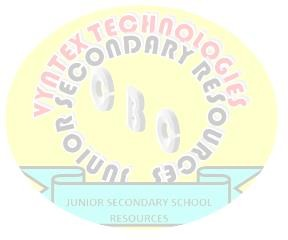 VYNTEX TECHNOLOGIES
JUNIOR SECONDARY RESOURCES
CBC
JUNIOR SECONDARY SCHOOL
RESOURCES